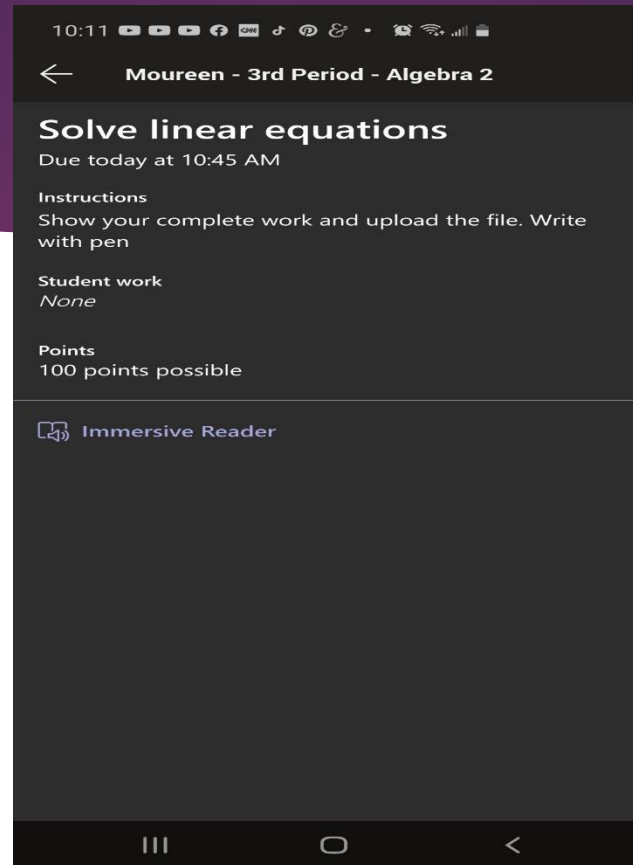 10:11
Moureen - 3rd Period - Algebra 2
Solve linear equations
Due today at 10:45 AM
Instructions
Show your complete work and upload the file. Write
with pen
Student work
None
Points
100 points possible
Immersive Reader